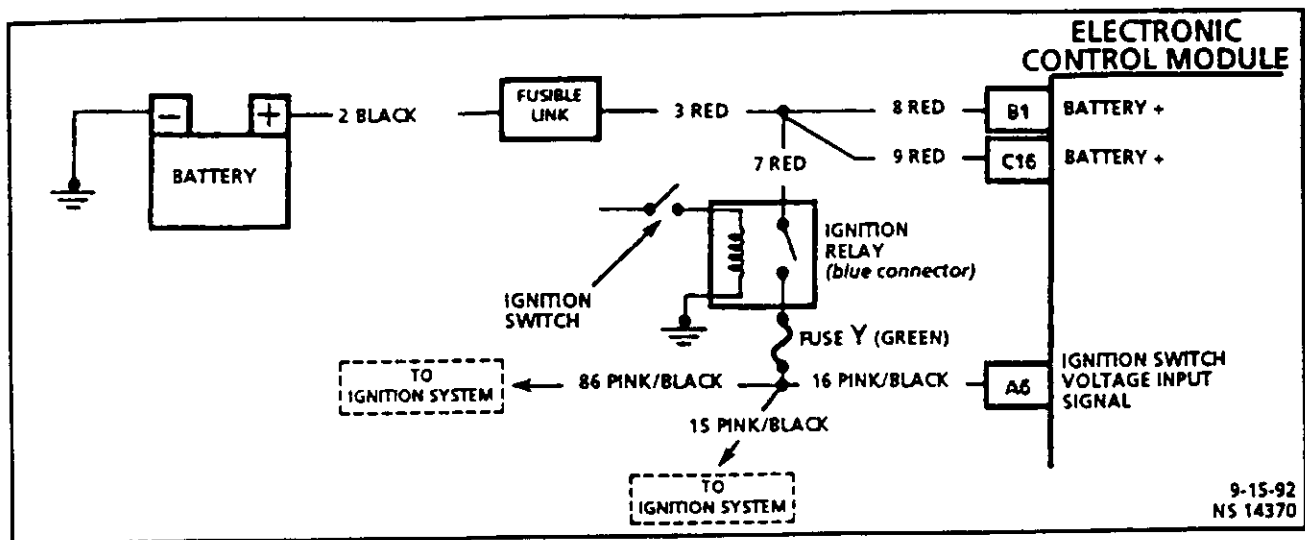 ELECTRONIC
CONTROL MODULE
− +
BATTERY
2 BLACK
FUSIBLE
LINK
3 RED
8 RED
B1
BATTERY +
9 RED
C16
BATTERY +
7 RED
IGNITION
SWITCH
IGNITION
RELAY
(blue connector)
FUSE Y (GREEN)
TO
IGNITION SYSTEM
86 PINK/BLACK
16 PINK/BLACK
A6
IGNITION SWITCH
VOLTAGE INPUT
SIGNAL
15 PINK/BLACK
TO
IGNITION SYSTEM
9-15-92
NS 14370